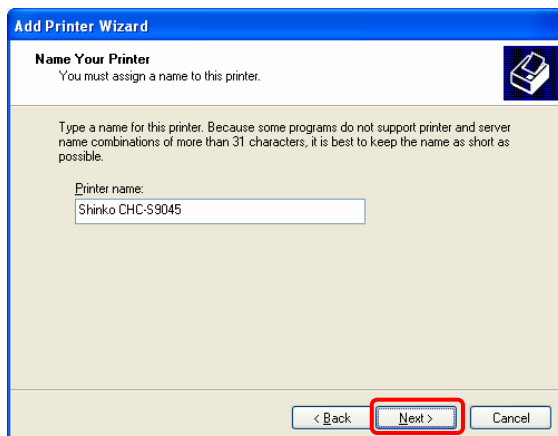 Add Printer Wizard
Name Your Printer
You must assign a name to this printer.
Type a name for this printer. Because some programs do not support printer and server
name combinations of more than 31 characters, it is best to keep the name as short as
possible.
Printer name:
Shinko CHC-S9045
< Back
Next >
Cancel